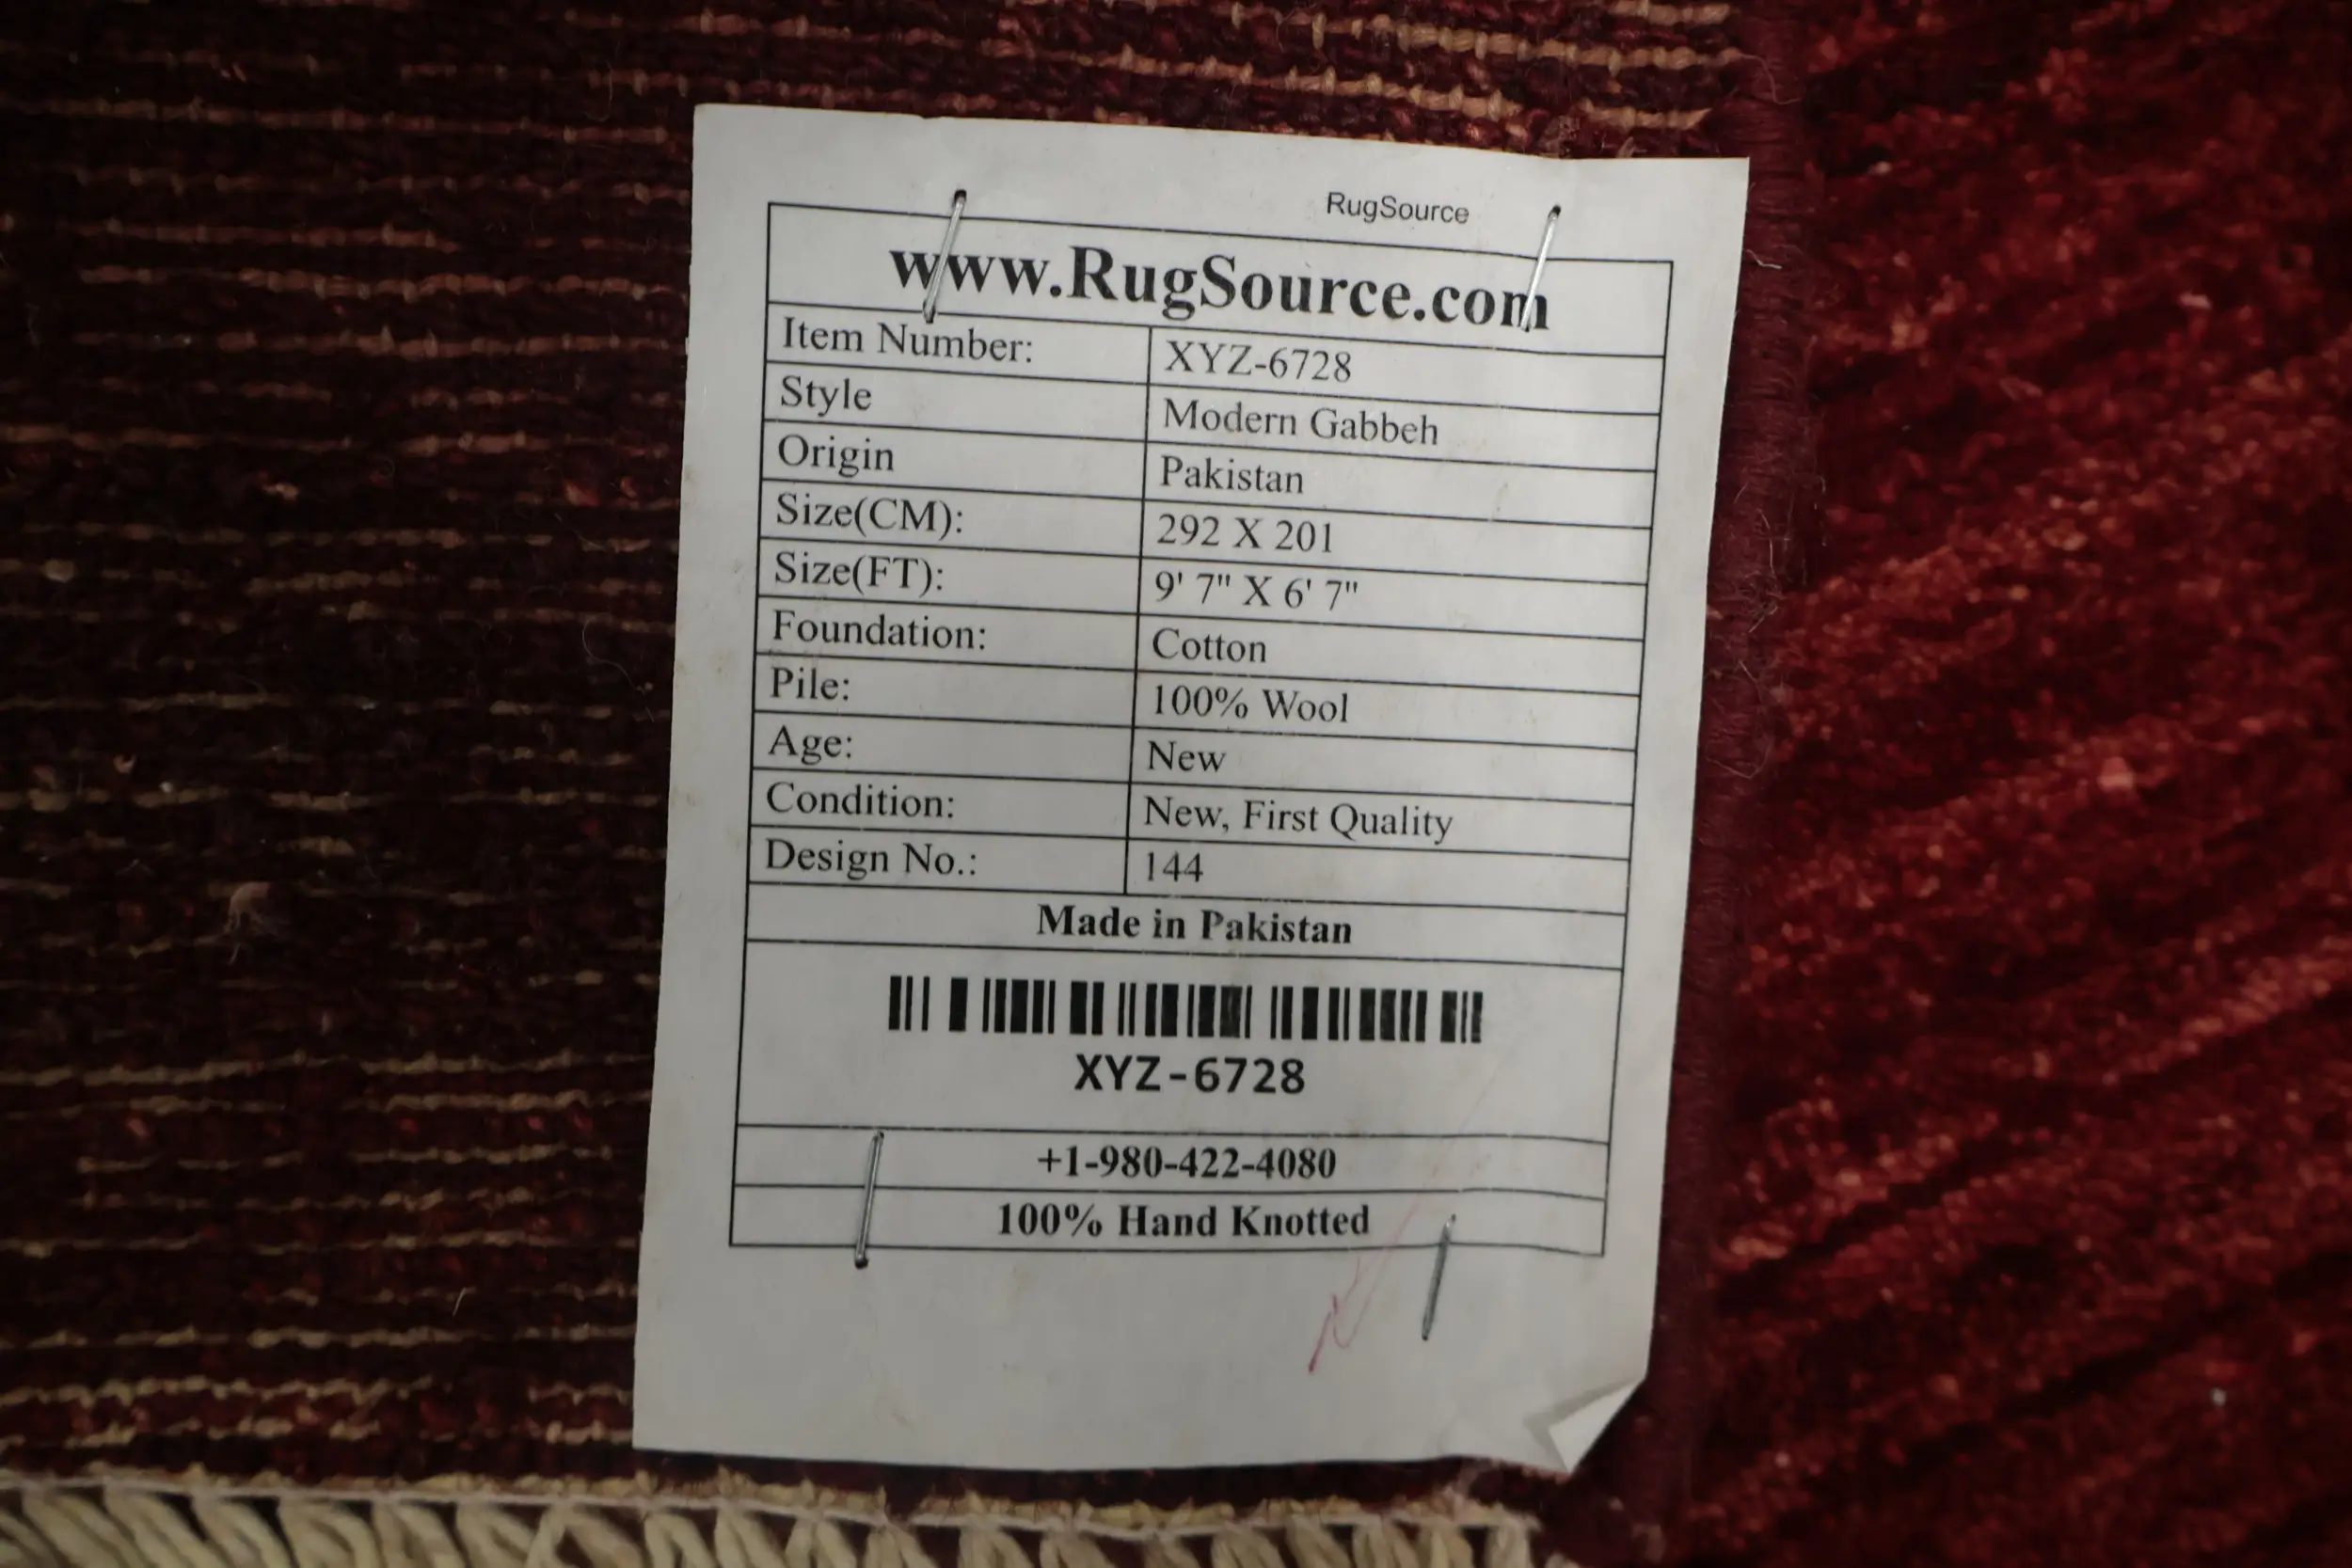 RugSource
www.RugSource.com
Item Number: XYZ-6728
Style Modern Gabbeh
Origin Pakistan
Size(CM): 292 X 201
Size(FT): 9' 7" X 6' 7"
Foundation: Cotton
Pile: 100% Wool
Age: New
Condition: New, First Quality
Design No.: 144
Made in Pakistan
XYZ-6728
+1-980-422-4080
100% Hand Knotted